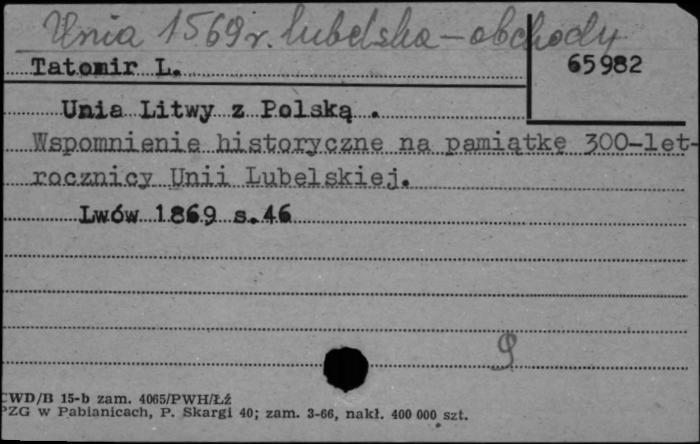 Unia 1569 r. lubelska - obchody
Tatomir L.
65982
Unia Litwy z Polską .
Wspomnienie historyczne na pamiątkę 300-let-
rocznicy Unii Lubelskiej.
Lwów 1869 s.46
9
CWD/B 15-b zam. 4065/PWH/Łź
PZG w Pabianicach, P. Skargi 40; zam. 3-66, nakł. 400 000 szt.